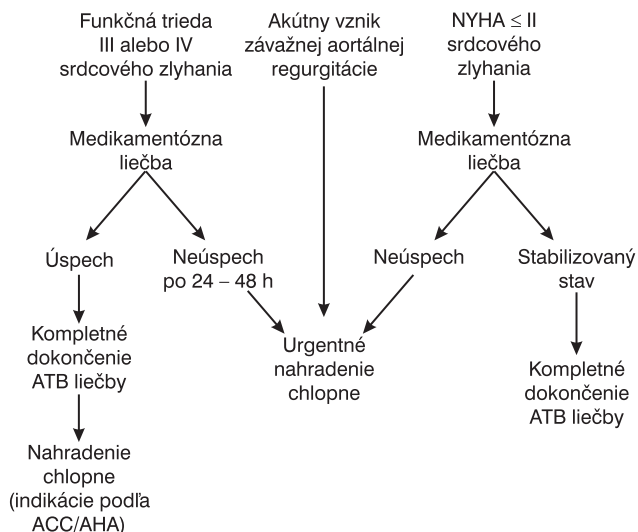 Funkčná trieda
III alebo IV
srdcového zlyhania
Akútny vznik
závažnej aortálnej
regurgitácie
NYHA ≤ II
srdcového
zlyhania
Medikamentózna
liečba
Medikamentózna
liečba
Úspech
Neúspech
po 24 – 48 h
Neúspech
Stabilizovaný
stav
Kompletné
dokončenie
ATB liečby
Urgentné
nahradenie
chlopne
Kompletné
dokončenie
ATB liečby
Nahradenie
chlopne
(indikácie podľa
ACC/AHA)